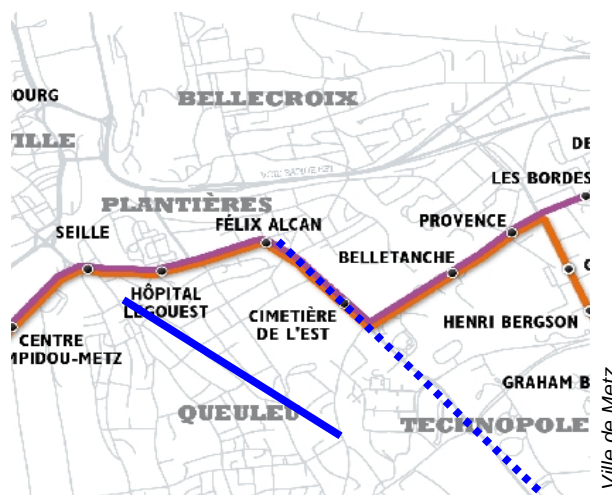 OURG
BELLECROIX
ILLE
DE
LES BORDES
PLANTIÈRES
FÉLIX ALCAN
PROVENCE
SEILLE
BELLETANCHE
HÔPITAL
LEGOUEST
CIMETIÈRE
DE L'EST
HENRI BERGSON
CENTRE
MPIDOU-METZ
GRAHAM B
QUEULEU
TECHNOPOLE
Ville de Metz